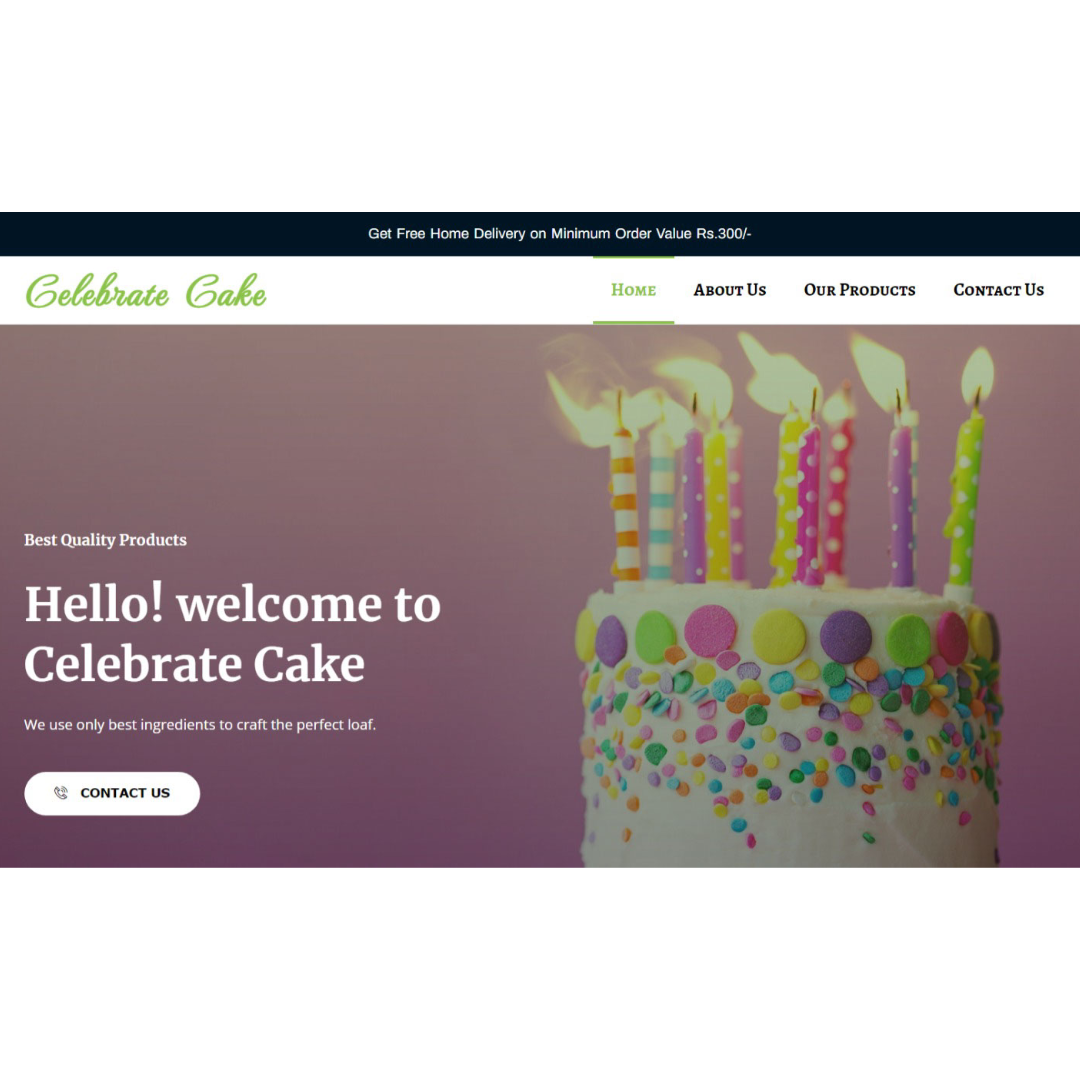 Get Free Home Delivery on Minimum Order Value Rs.300/-
Celebrate Cake
Home About Us Our Products Contact Us
Best Quality Products
Hello! welcome to
Celebrate Cake
We use only best ingredients to craft the perfect loaf.
CONTACT US